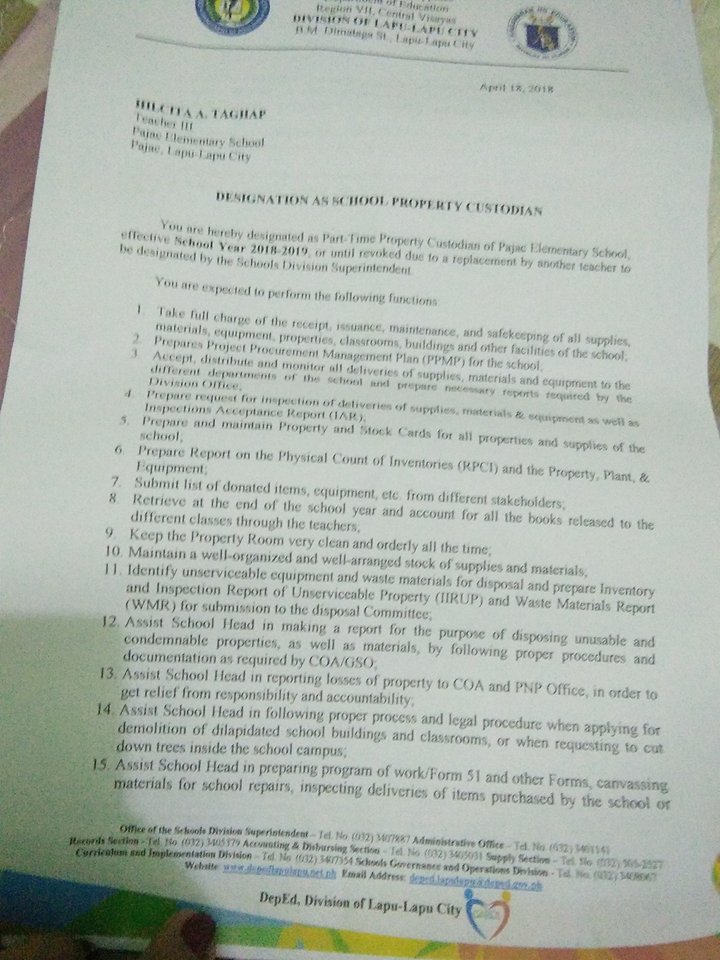 Department of Education
Region VII, Central Visayas
DIVISION OF LAPU-LAPU CITY
B.M. Dimataga St., Lapu-Lapu City
April 18, 2018
HILCITA A. TAGHAP
Teacher III
Pajac Elementary School
Pajac, Lapu-Lapu City
DESIGNATION AS SCHOOL PROPERTY CUSTODIAN
You are hereby designated as Part-Time Property Custodian of Pajac Elementary School,
effective School Year 2018-2019, or until revoked due to a replacement by another teacher to
be designated by the Schools Division Superintendent
You are expected to perform the following functions
1. Take full charge of the receipt, issuance, maintenance, and safekeeping of all supplies,
materials, equipment, properties, classrooms, buildings and other facilities of the school;
2. Prepares Project Procurement Management Plan (PPMP) for the school;
3. Accept, distribute and monitor all deliveries of supplies, materials and equipment to the
different departments of the school and prepare necessary reports required by the
Division Office;
4. Prepare request for inspection of deliveries of supplies, materials & equipment as well as
Inspections Acceptance Report (IAR);
5. Prepare and maintain Property and Stock Cards for all properties and supplies of the
school;
6. Prepare Report on the Physical Count of Inventories (RPCI) and the Property, Plant, &
Equipment;
7. Submit list of donated items, equipment, etc. from different stakeholders;
8. Retrieve at the end of the school year and account for all the books released to the
different classes through the teachers;
9. Keep the Property Room very clean and orderly all the time;
10. Maintain a well-organized and well-arranged stock of supplies and materials;
11. Identify unserviceable equipment and waste materials for disposal and prepare Inventory
and Inspection Report of Unserviceable Property (IIRUP) and Waste Materials Report
(WMR) for submission to the disposal Committee;
12. Assist School Head in making a report for the purpose of disposing unusable and
condemnable properties, as well as materials, by following proper procedures and
documentation as required by COA/GSO;
13. Assist School Head in reporting losses of property to COA and PNP Office, in order to
get relief from responsibility and accountability;
14. Assist School Head in following proper process and legal procedure when applying for
demolition of dilapidated school buildings and classrooms, or when requesting to cut
down trees inside the school campus;
15. Assist School Head in preparing program of work/Form 51 and other Forms, canvassing
materials for school repairs, inspecting deliveries of items purchased by the school or
Office of the Schools Division Superintendent – Tel. No. (032) 3407887 Administrative Office – Tel. No. (032)
Records Section - Tel. No. (032) 3405379 Accounting & Disbursing Section - Tel. No. (032) 3405031 Supply Section – Tel. No. (032) 505-2527
Curriculum and Implementation Division - Tel. No. (032) 3407354 Schools Governance and Operations Division - Tel. No. (032)
Website: www.depedlapulapu.net.ph Email Address: deped.lapulapu@deped.gov.ph
DepEd, Division of Lapu-Lapu City